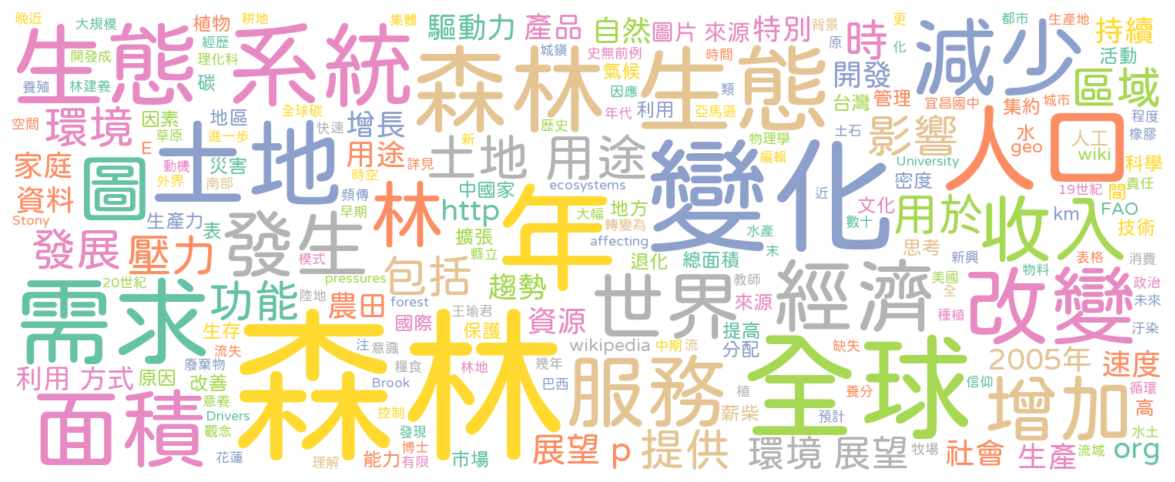 晚近 大規模 植物 耕地 集體 驅動力 產品 自然 圖片 來源 特別 背景 更 都市 生產地 持續
生態 系統 開發成 經歷 理化科 城鎮 史無前例 時間 原 時 化 減少 活動
養殖 林建義 碳 森林 生態 氣候 因應 類 開發 區域
環境 因素 全球碳 年代 利用 亞馬遜 台灣 管理 宜昌國中 集約 城市 程度
空間 草原 地區 進一步 快速 增長 新 歷史 物理學 土石 影響 水 人口 人工 橡膠
家庭 E 圖 土地 動機 災害 時空 用途 詳見 土地 用途 編輯 變化 University geo wiki 科學
外界 南部 頻傳 中國家 ecosystems 近 密度 19世紀 間 責任
資料 生產力 早期 林 http 年 大幅 地方 文化 用於 收入 km FAO
Stony 表 縣立 擴張 轉變為 數十 水產 技術
發展 壓力 發生 模式 affecting 退化 總面積 末 思考 新興 表格 消費
20世紀 pressures 包括 趨勢 世界 教師 經濟 美國 物料 改變 政治
需求 功能 陸地 農田 forest 來源 全 未來
生存 國際 王瑜君 保護 資源 提高 種植 汙染
流失 注 意識 wikipedia 中期 流 分配 缺失 2005年
利用 方式 原因 廢棄物 森林 糧食 林地 幾年 服務 全球 養分 信仰 速度
改善 Brook 巴西 植 循環
面積 意義 Drivers 控制 薪柴 預計 增加 高
觀念 發現 水土
花蓮 博士 能力 有限 市場 展望 p 提供 環境 展望 牧場 社會 生產 流域 org
理解